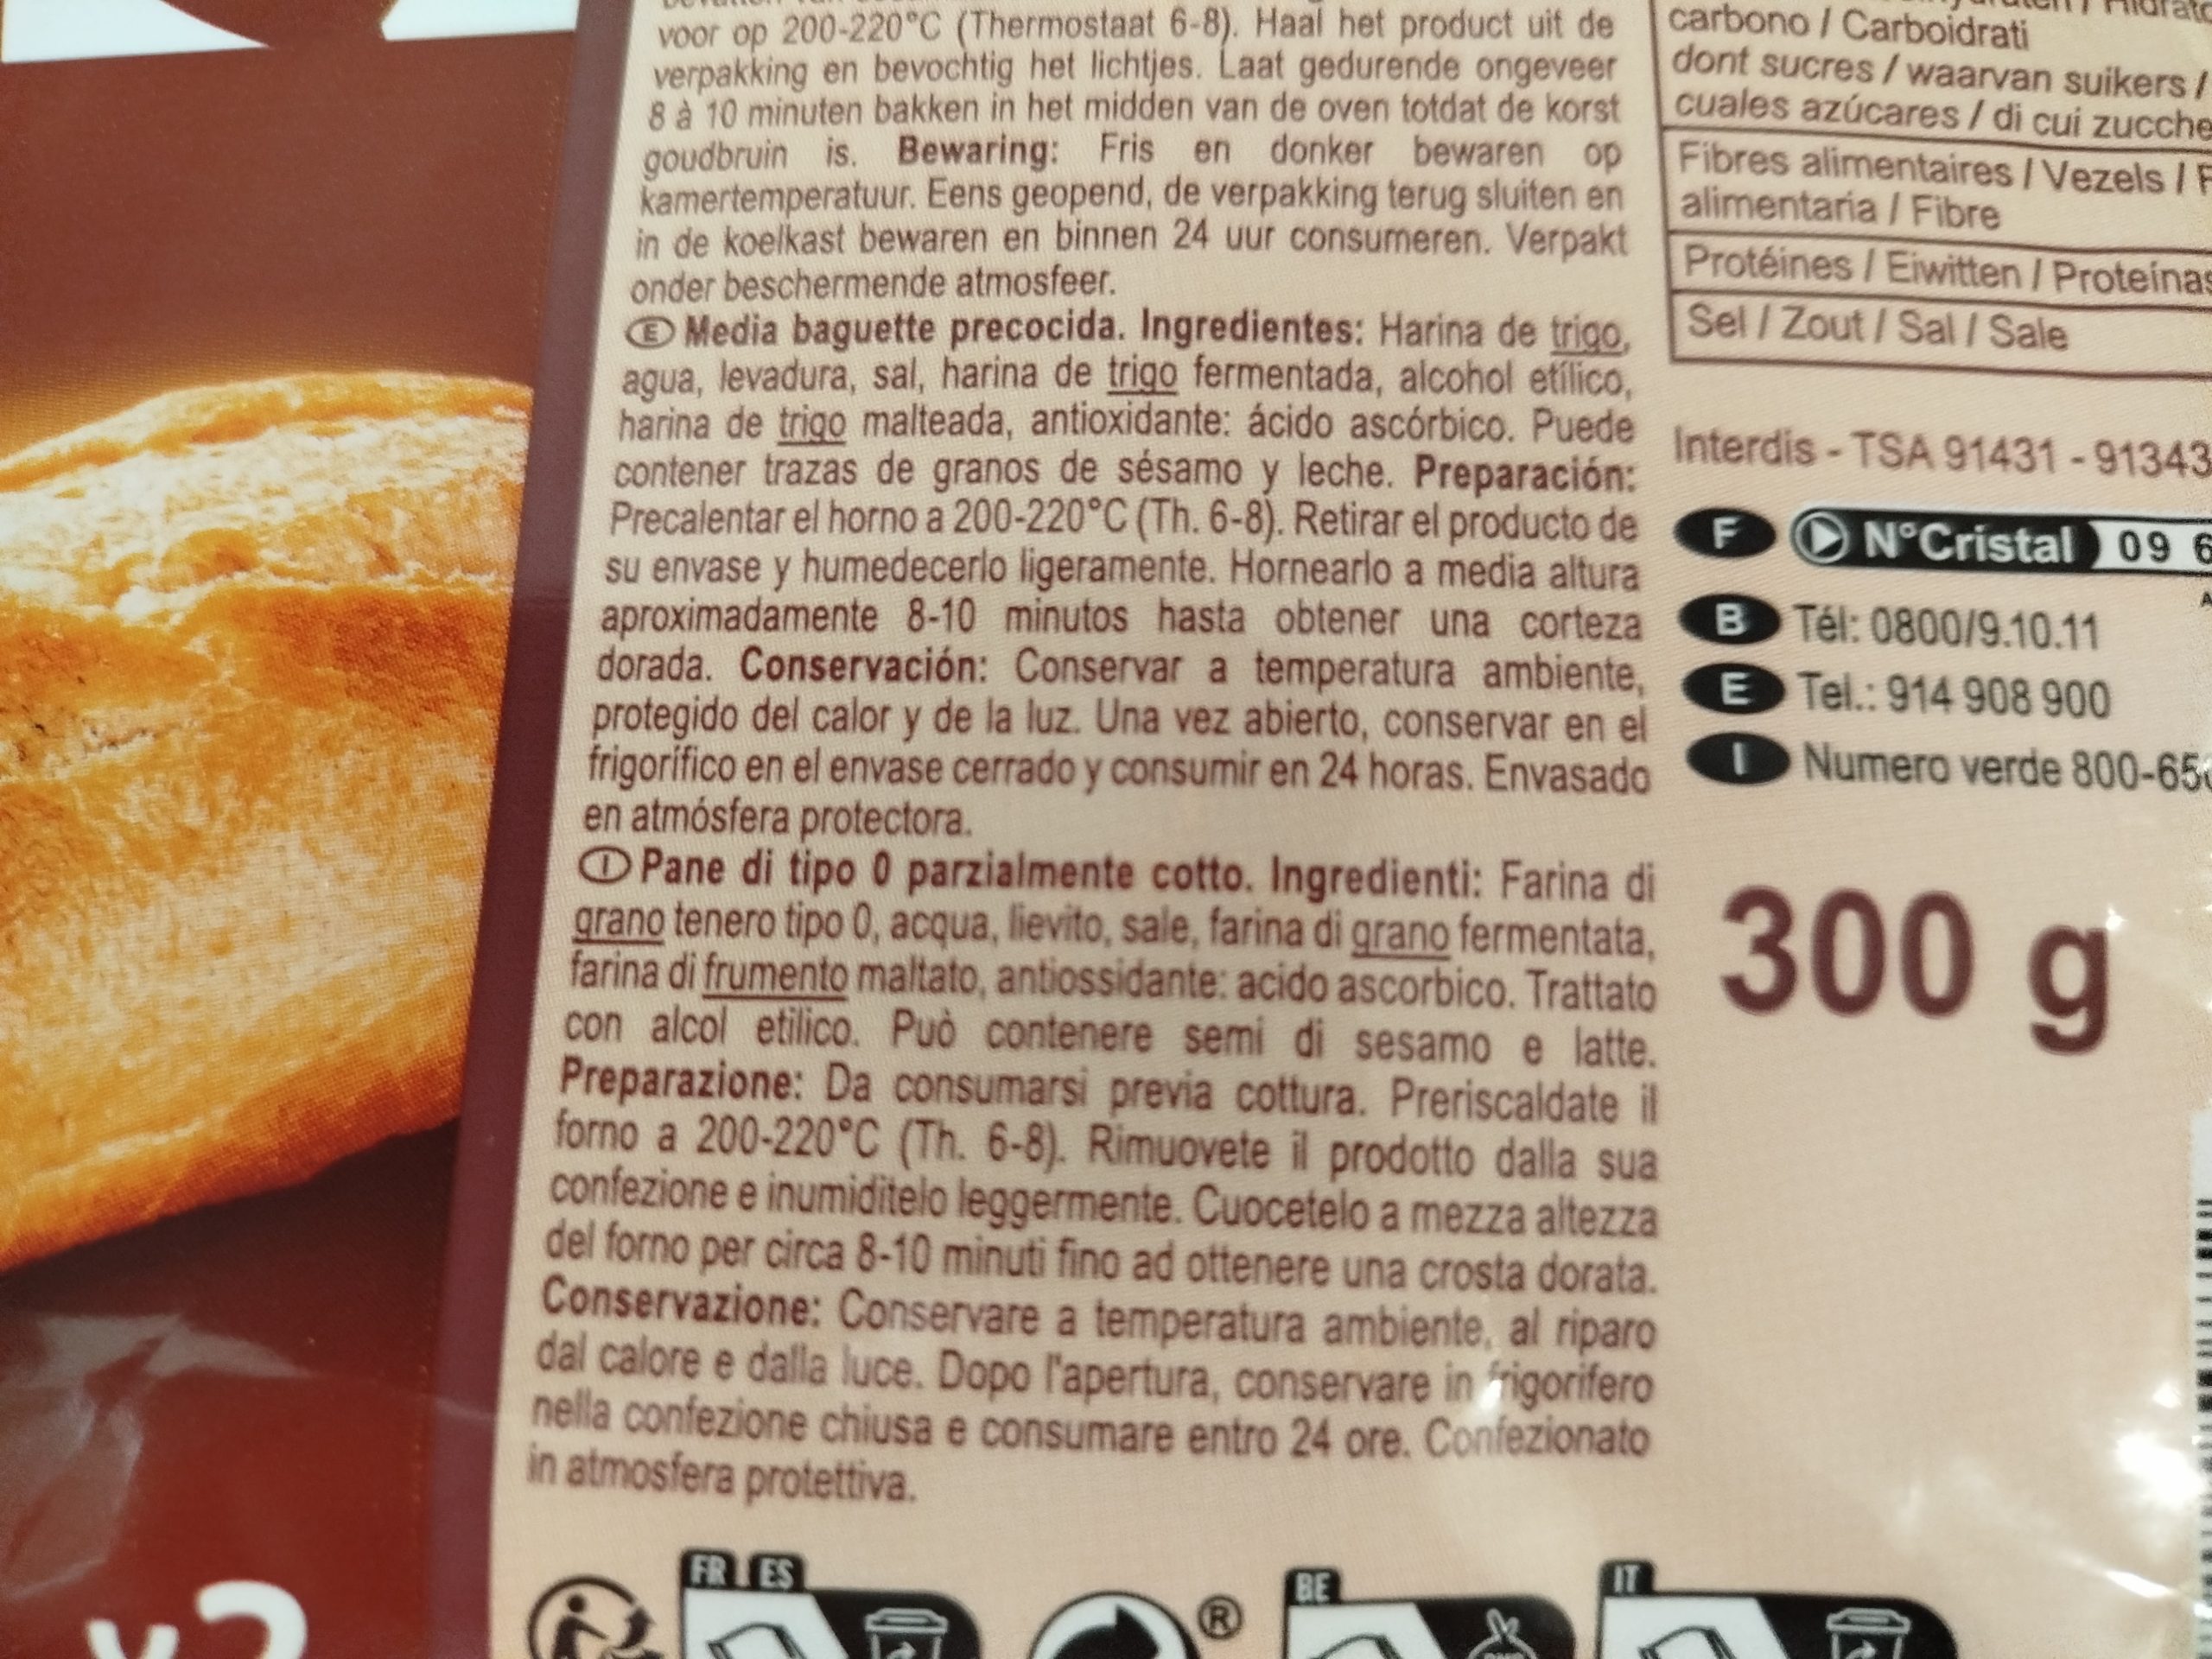 voor op 200-220°C (Thermostaat 6-8). Haal het product uit de
verpakking en bevochtig het lichtjes. Laat gedurende ongeveer
8 à 10 minuten bakken in het midden van de oven totdat de korst
goudbruin is. Bewaring: Fris en donker bewaren op
kamertemperatuur. Eens geopend, de verpakking terug sluiten en
in de koelkast bewaren en binnen 24 uur consumeren. Verpakt
onder beschermende atmosfeer.
E Media baguette precocida. Ingredientes: Harina de trigo,
agua, levadura, sal, harina de trigo fermentada, alcohol etílico,
harina de trigo malteada, antioxidante: ácido ascórbico. Puede
contener trazas de granos de sésamo y leche. Preparación:
Precalentar el horno a 200-220°C (Th. 6-8). Retirar el producto de
su envase y humedecerlo ligeramente. Hornearlo a media altura
aproximadamente 8-10 minutos hasta obtener una corteza
dorada. Conservación: Conservar a temperatura ambiente,
protegido del calor y de la luz. Una vez abierto, conservar en el
frigorífico en el envase cerrado y consumir en 24 horas. Envasado
en atmósfera protectora.
I Pane di tipo 0 parzialmente cotto. Ingredienti: Farina di
grano tenero tipo 0, acqua, lievito, sale, farina di grano fermentata,
farina di frumento maltato, antiossidante: acido ascorbico. Trattato
con alcol etilico. Può contenere semi di sesamo e latte.
Preparazione: Da consumarsi previa cottura. Preriscaldate il
forno a 200-220°C (Th. 6-8). Rimuovete il prodotto dalla sua
confezione e inumiditelo leggermente. Cuocetelo a mezza altezza
del forno per circa 8-10 minuti fino ad ottenere una crosta dorata.
Conservazione: Conservare a temperatura ambiente, al riparo
dal calore e dalla luce. Dopo l'apertura, conservare in frigorifero
nella confezione chiusa e consumare entro 24 ore. Confezionato
in atmosfera protettiva.
carbono / Carboidrati
dont sucres / waarvan suikers /
cuales azúcares / di cui zucche
Fibres alimentaires / Vezels / F
alimentaria / Fibre
Protéines / Eiwitten / Proteínas
Sel / Zout / Sal / Sale
Interdis - TSA 91431 - 91343
F N°Cristal 09 6
B Tél: 0800/9.10.11
E Tel.: 914 908 900
I Numero verde 800-65
300 g
FR ES
®
BE
IT